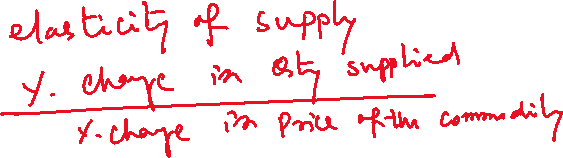 elasticity of supply
Y. change in Qty supplied
Y. change in Price of the commodity